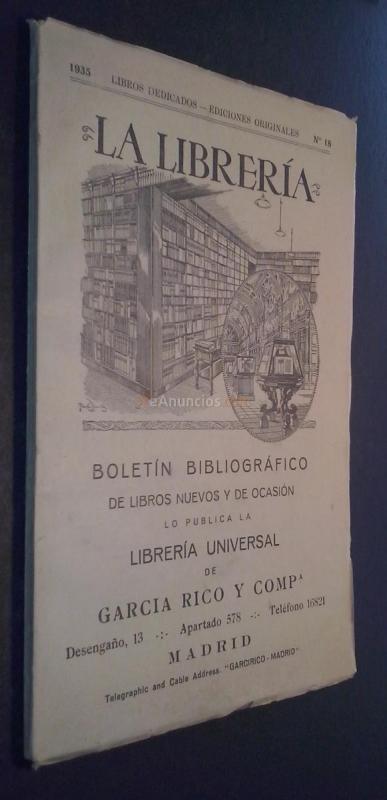 1935 LIBROS DEDICADOS — EDICIONES ORIGINALES Nº 18
"LA LIBRERÍA"
eAnuncios.com
BOLETÍN BIBLIOGRÁFICO
DE LIBROS NUEVOS Y DE OCASIÓN
LO PUBLICA LA
LIBRERÍA UNIVERSAL
DE
GARCIA RICO Y COMPª
Desengaño, 13 -:- Apartado 578 -:- Teléfono 16821
MADRID
Telegraphic and Cable Address: "GARCIRICO-MADRID"